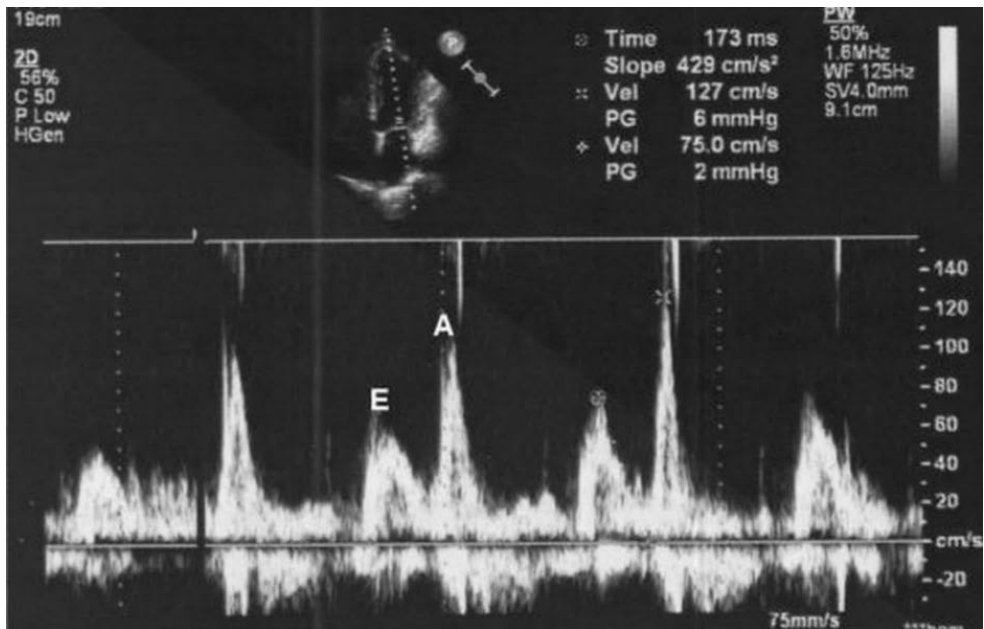 19cm
2D
56%
C 50
P Low
HGen
P
Time 173 ms
Slope 429 cm/s²
Vel 127 cm/s
PG 6 mmHg
Vel 75.0 cm/s
PG 2 mmHg
PW
50%
1.6MHz
WF 125Hz
SV4.0mm
9.1cm
A
E
140
120
100
80
60
40
20
cm/s
-20
75mm/s